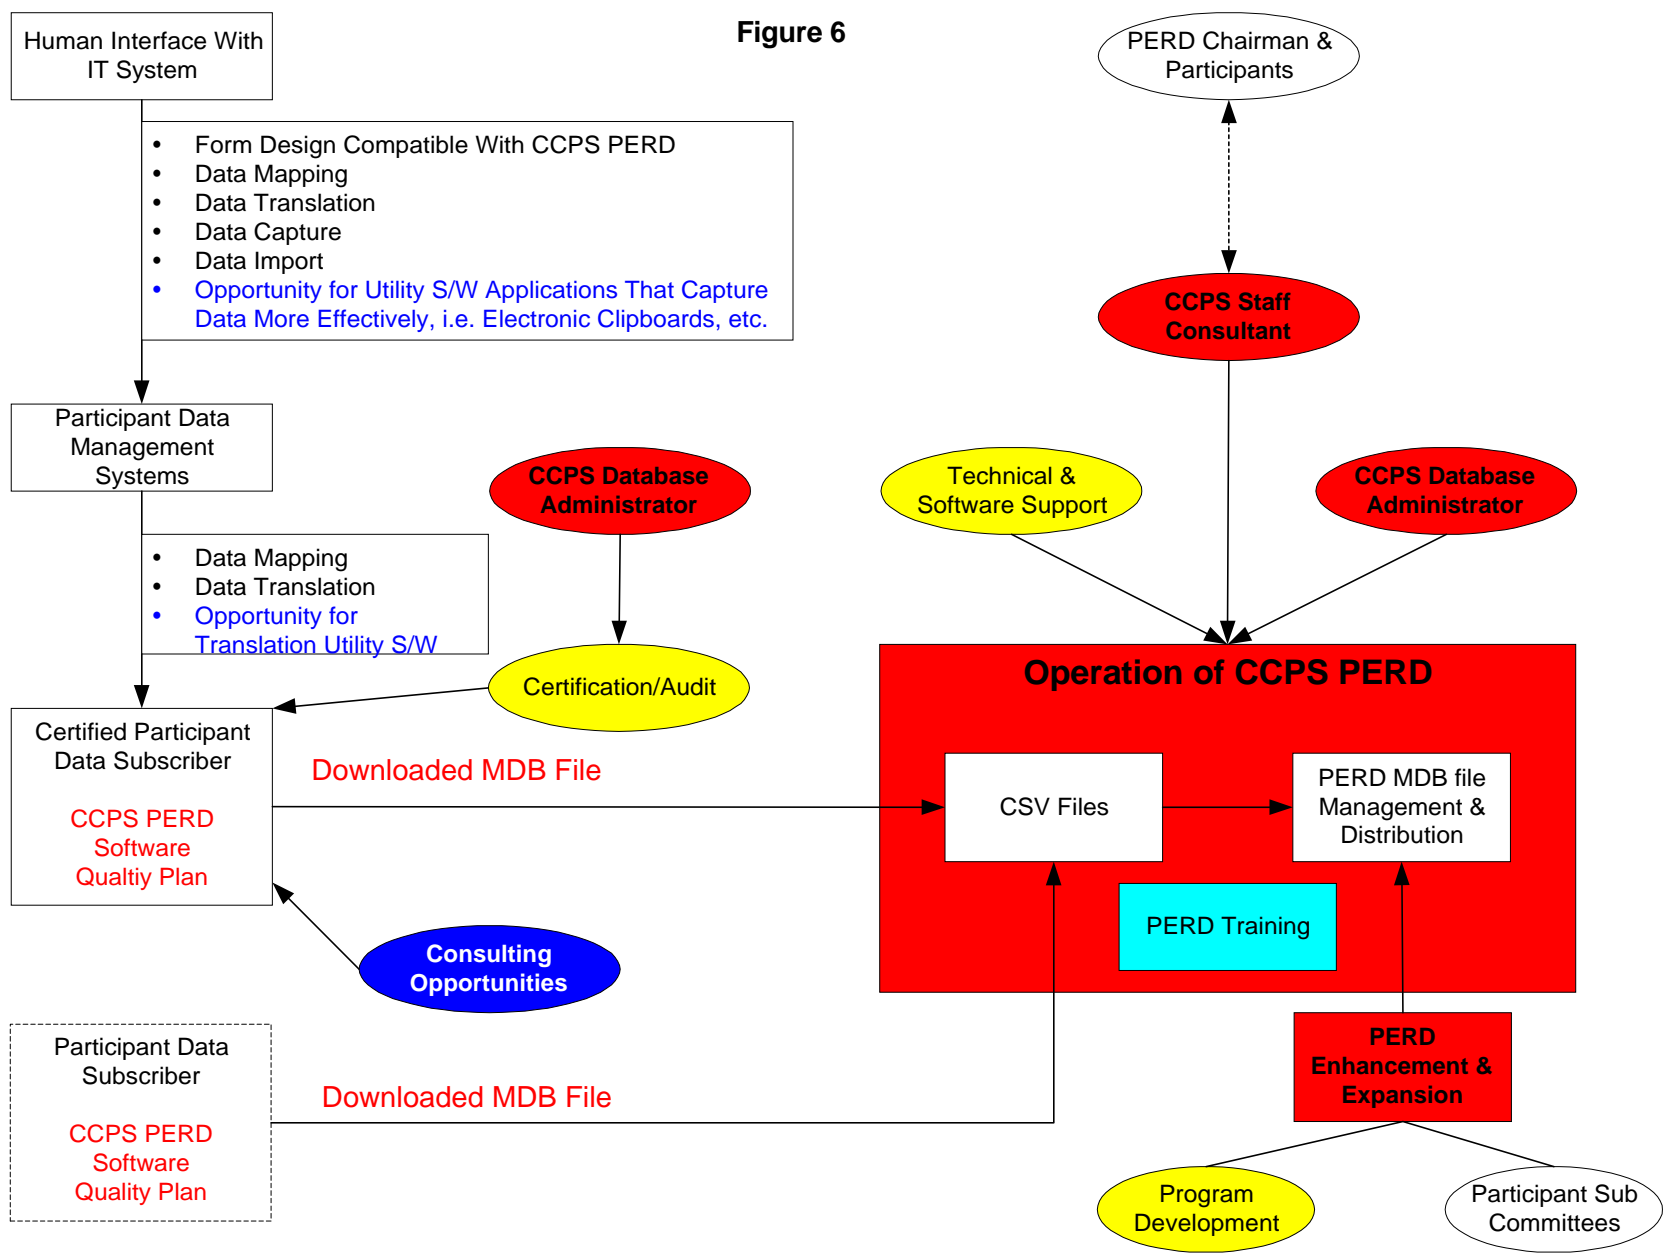 Figure 6
Human Interface With
IT System
• Form Design Compatible With CCPS PERD
• Data Mapping
• Data Translation
• Data Capture
• Data Import
• Opportunity for Utility S/W Applications That Capture
Data More Effectively, i.e. Electronic Clipboards, etc.
Participant Data
Management
Systems
• Data Mapping
• Data Translation
• Opportunity for
Translation Utility S/W
CCPS Database
Administrator
Certification/Audit
Certified Participant
Data Subscriber
CCPS PERD
Software
Qualtiy Plan
Downloaded MDB File
Consulting
Opportunities
Participant Data
Subscriber
CCPS PERD
Software
Quality Plan
Downloaded MDB File
PERD Chairman &
Participants
CCPS Staff
Consultant
Technical &
Software Support
CCPS Database
Administrator
Operation of CCPS PERD
CSV Files
PERD MDB file
Management &
Distribution
PERD Training
PERD
Enhancement &
Expansion
Program
Development
Participant Sub
Committees